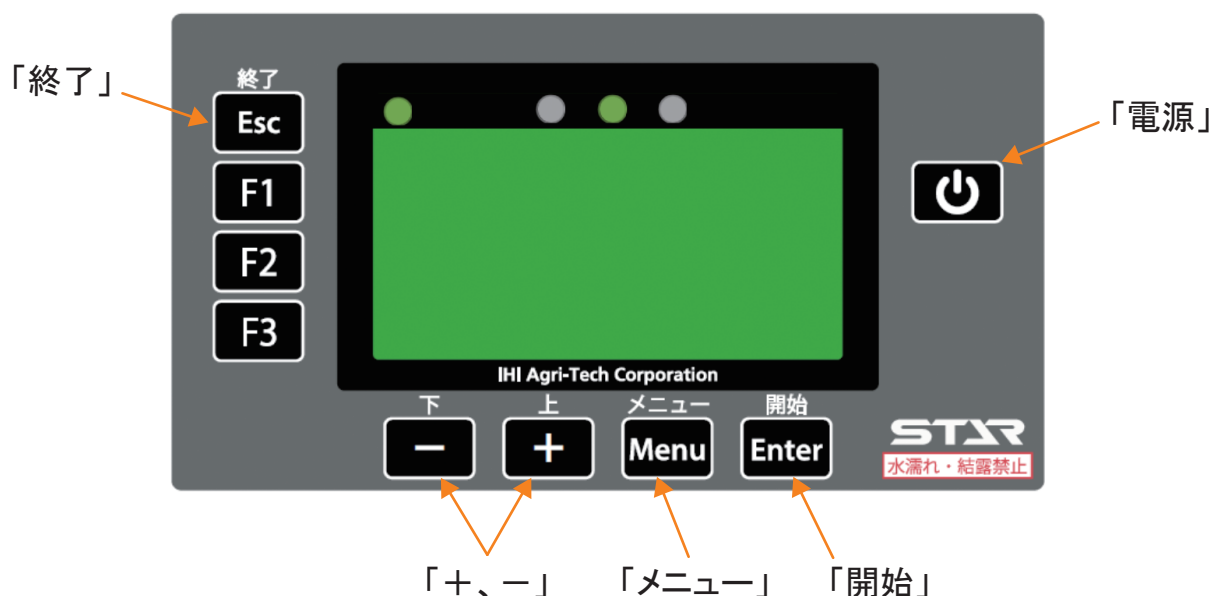 「終了」
終了
Esc
F1
F2
F3
「電源」
IHI Agri-Tech Corporation
下
上
メニュー
開始
－
＋
Menu
Enter
STAR
水濡れ・結露禁止
「＋、－」
「メニュー」
「開始」